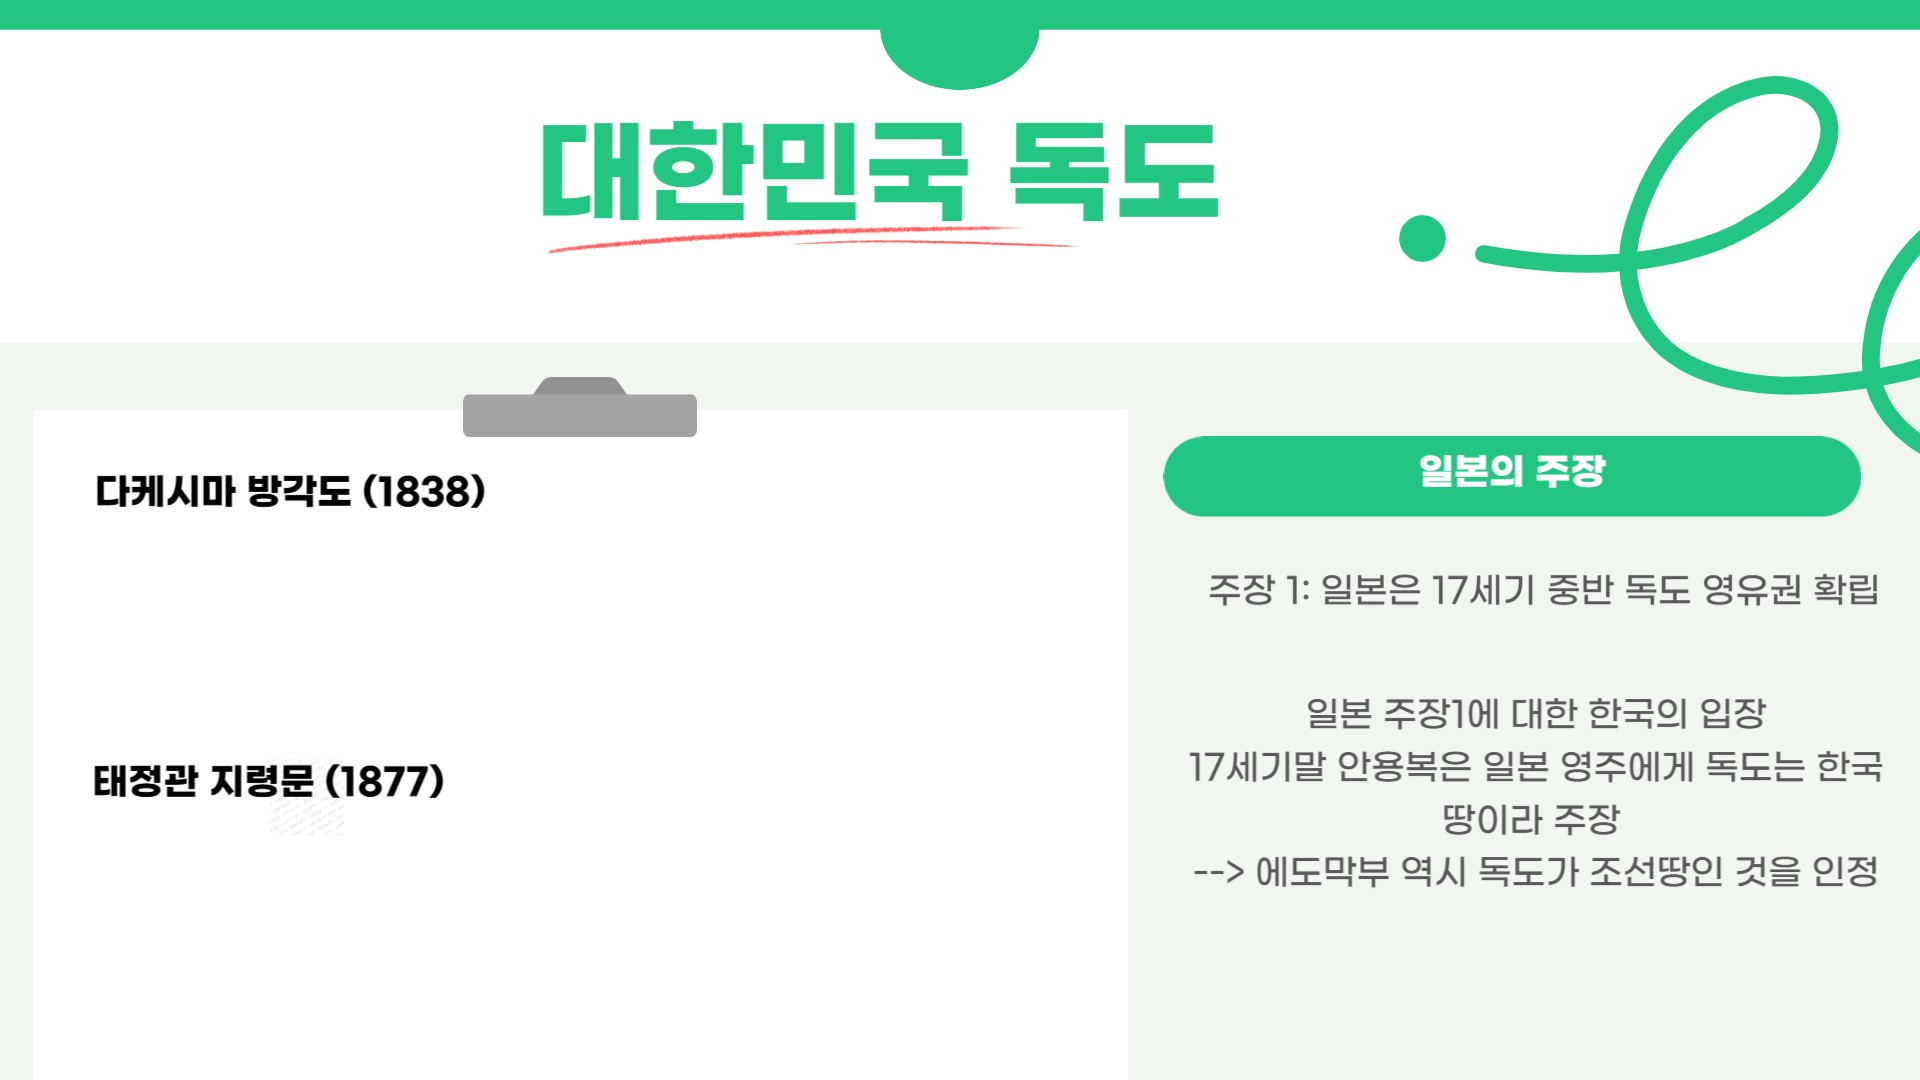 대한민국 독도
다케시마 방각도 (1838)
태정관 지령문 (1877)
일본의 주장
주장 1: 일본은 17세기 중반 독도 영유권 확립
일본 주장1에 대한 한국의 입장
17세기말 안용복은 일본 영주에게 독도는 한국
땅이라 주장
--> 에도막부 역시 독도가 조선땅인 것을 인정